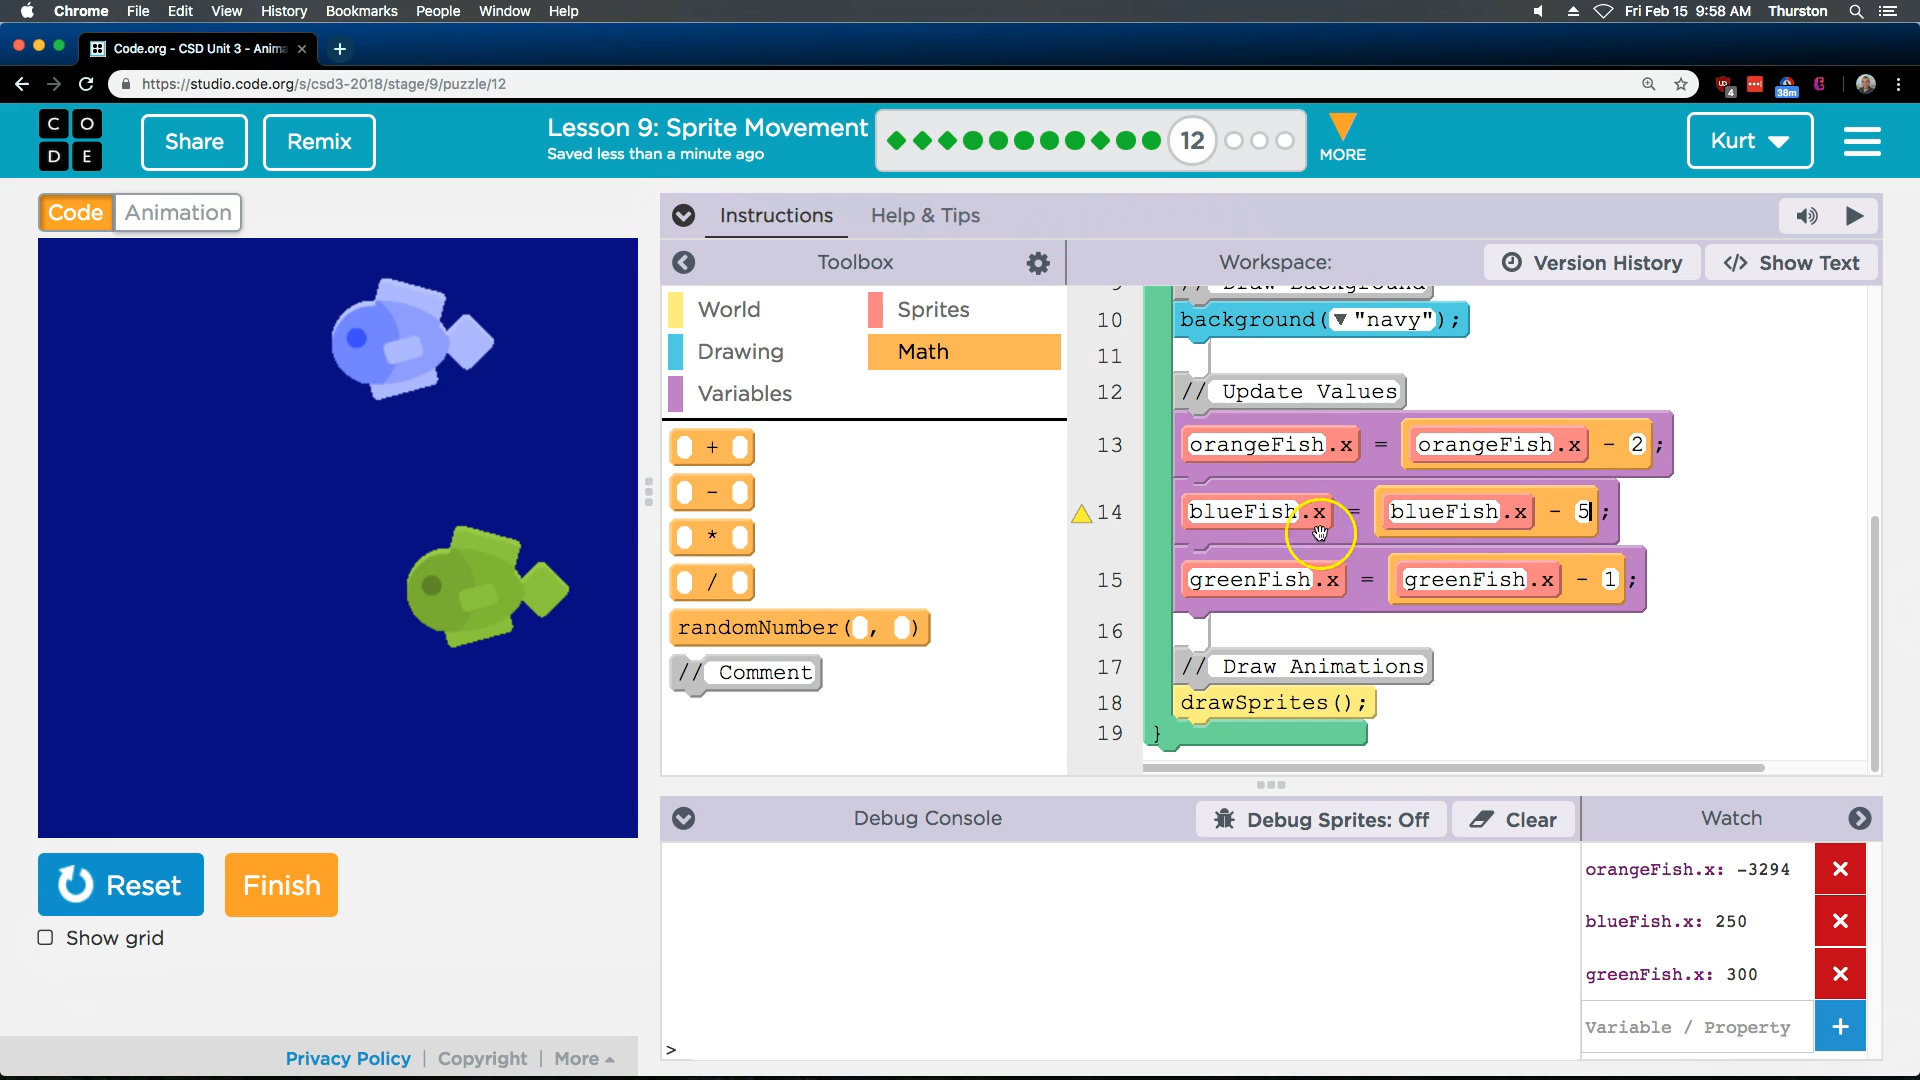 Chrome File Edit View History Bookmarks People Window Help Fri Feb 15 9:58 AM Thurston
Code.org - CSD Unit 3 - Anima
https://studio.code.org/s/csd3-2018/stage/9/puzzle/12
4
38m
C O
D E
Share
Remix
Lesson 9: Sprite Movement
Saved less than a minute ago
12
MORE
Kurt
Code Animation
Instructions Help & Tips
Toolbox
Workspace:
Version History
</> Show Text
World
Sprites
Drawing
Math
Variables
+
-
*
/
randomNumber( , )
// Comment
9 // Draw Background
10 background( ▼ "navy");
11
12 // Update Values
13 orangeFish.x = orangeFish.x - 2;
14 blueFish.x = blueFish.x - 5;
15 greenFish.x = greenFish.x - 1;
16
17 // Draw Animations
18 drawSprites();
19 }
Reset
Finish
Show grid
Debug Console
Debug Sprites: Off
Clear
Watch
orangeFish.x: -3294
blueFish.x: 250
greenFish.x: 300
Variable / Property
+
>
Privacy Policy | Copyright | More